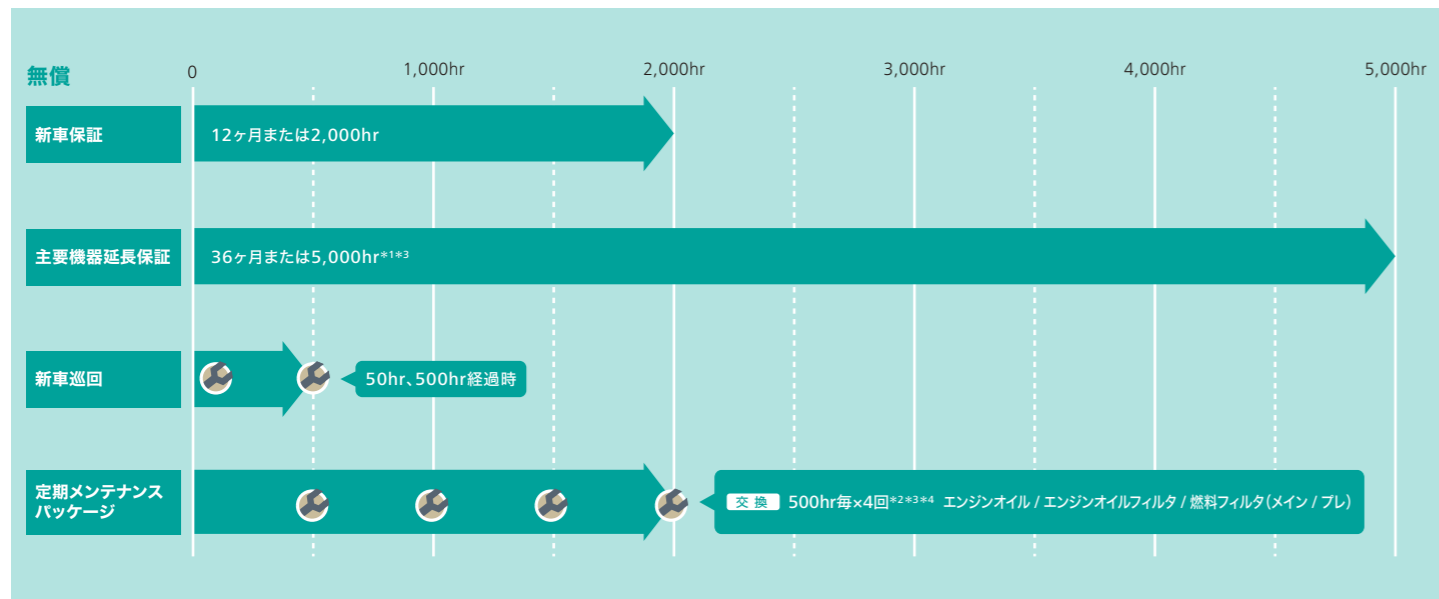 無償
0
1,000hr
2,000hr
3,000hr
4,000hr
5,000hr
新車保証
12ヶ月または2,000hr
主要機器延長保証
36ヶ月または5,000hr*1*3
新車巡回
50hr、500hr経過時
定期メンテナンス
パッケージ
交換 500hr毎×4回*2*3*4 エンジンオイル / エンジンオイルフィルタ / 燃料フィルタ(メイン / プレ)